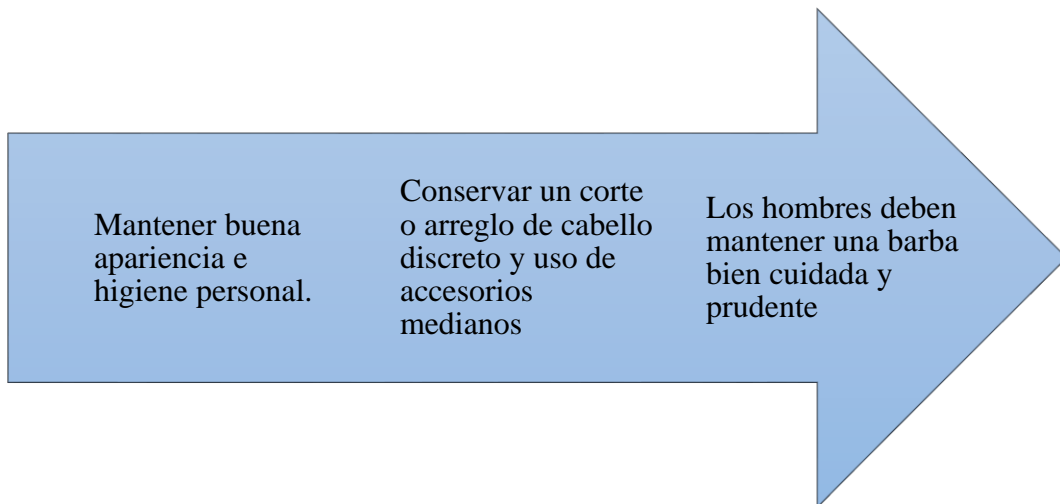 Mantener buena
apariencia e
higiene personal.
Conservar un corte
o arreglo de cabello
discreto y uso de
accesorios
medianos
Los hombres deben
mantener una barba
bien cuidada y
prudente